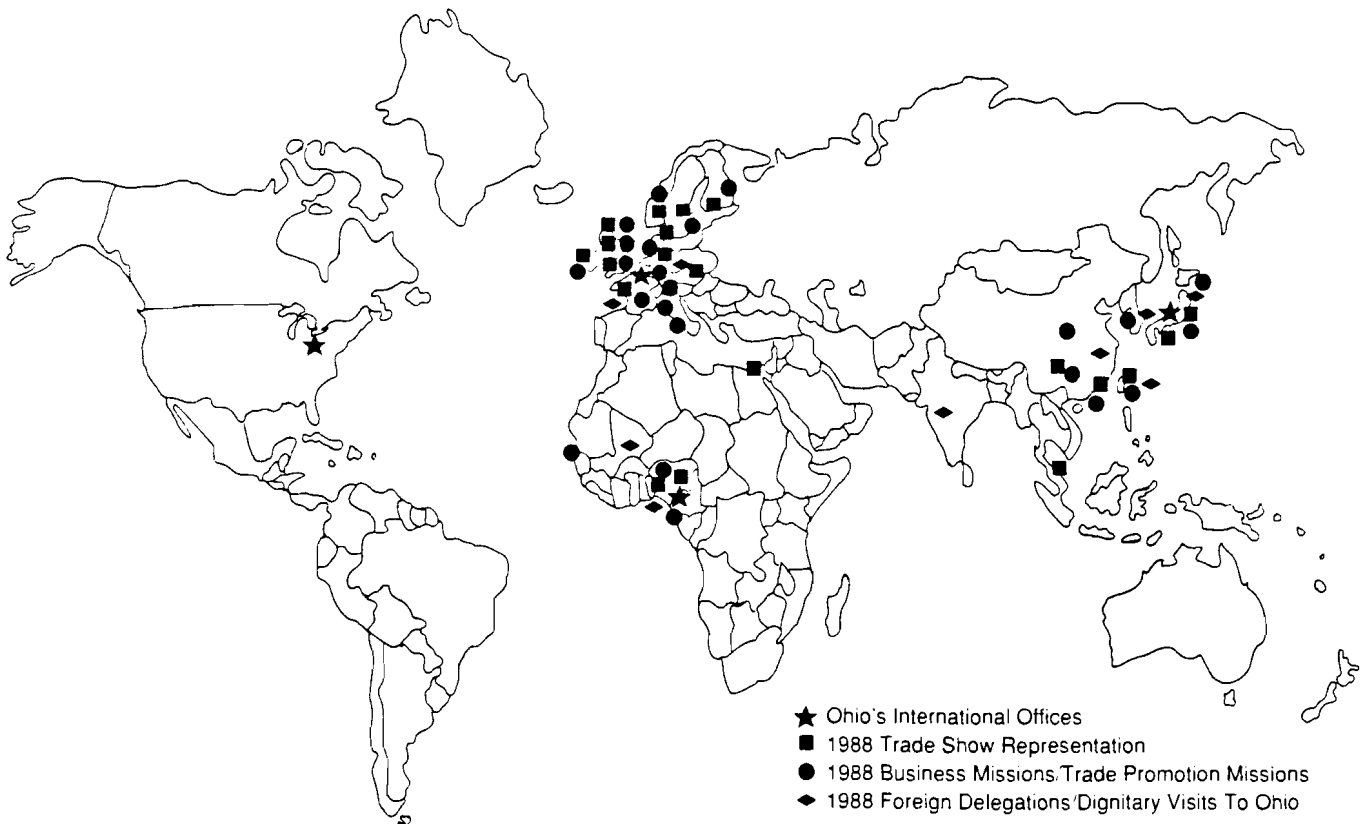 Ohio's International Offices
1988 Trade Show Representation
1988 Business Missions/Trade Promotion Missions
1988 Foreign Delegations/Dignitary Visits To Ohio